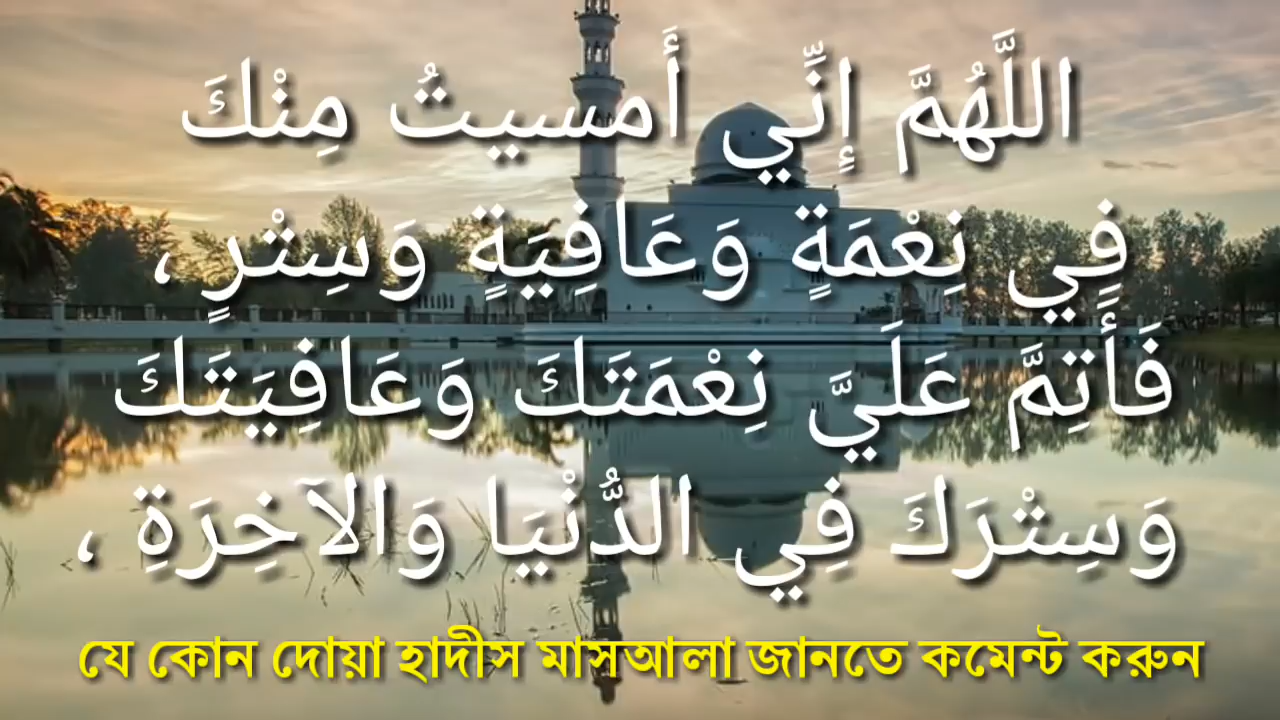 اللَّهُمَّ إِنِّي أَمسيتُ مِنْكَ
فِي نِعْمَةٍ وَعَافِيَةٍ وَسِتْرٍ ،
فَأَتِمَّ عَلَيَّ نِعْمَتَكَ وَعَافِيَتَكَ
وَسِتْرَكَ فِي الدُّنْيَا وَالآخِرَةِ ،
যে কোন দোয়া হাদীস মাসআলা জানতে কমেন্ট করুন